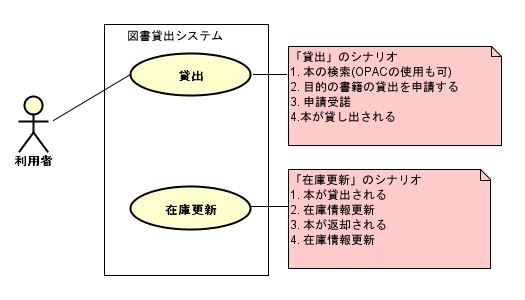 図書貸出システム
貸出
利用者
在庫更新
「貸出」のシナリオ
1. 本の検索(OPACの使用も可)
2. 目的の書籍の貸出を申請する
3. 申請受諾
4.本が貸し出される
「在庫更新」のシナリオ
1. 本が貸出される
2. 在庫情報更新
3. 本が返却される
4. 在庫情報更新